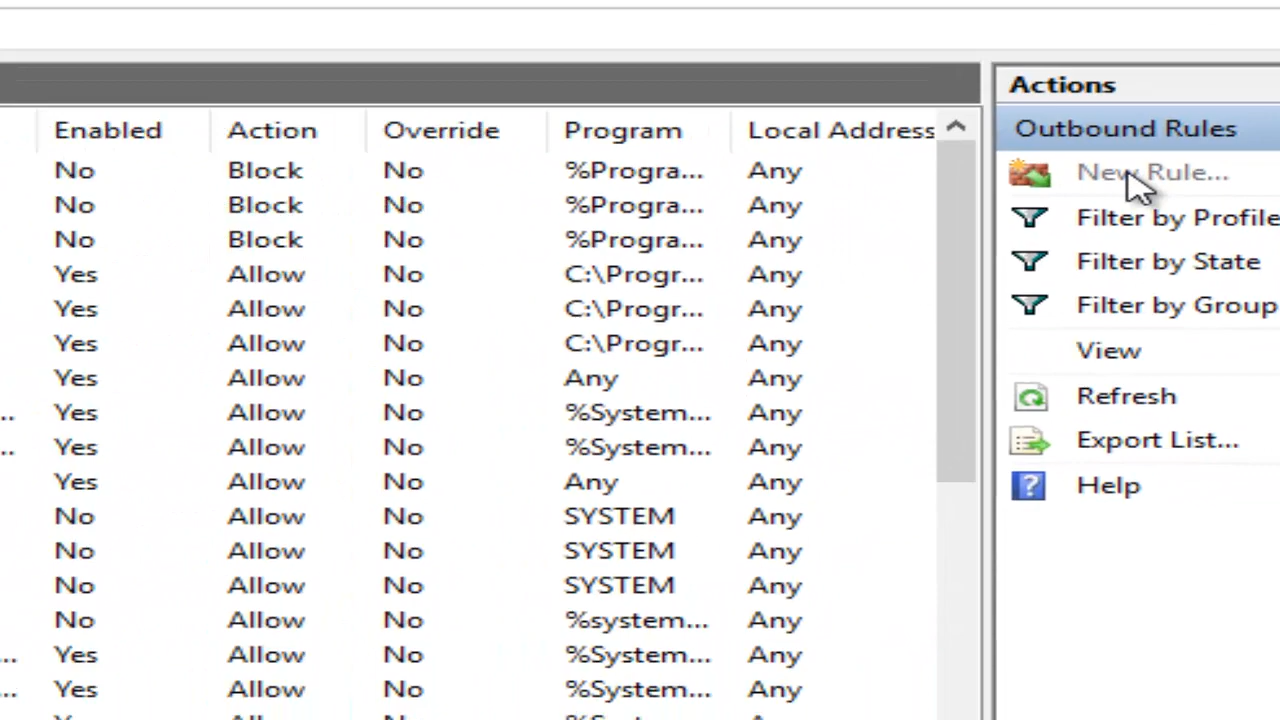 Actions
Enabled Action Override Program Local Address
Outbound Rules
No Block No %Progra... Any
New Rule...
No Block No %Progra... Any
Filter by Profile
No Block No %Progra... Any
Filter by State
Yes Allow No C:\Progr... Any
Yes Allow No C:\Progr... Any
Filter by Group
Yes Allow No C:\Progr... Any
View
Yes Allow No Any Any
Refresh
.. Yes Allow No %System... Any
Export List...
.. Yes Allow No %System... Any
Yes Allow No Any Any
Help
No Allow No SYSTEM Any
No Allow No SYSTEM Any
No Allow No SYSTEM Any
No Allow No %system... Any
... Yes Allow No %System... Any
... Yes Allow No %System... Any